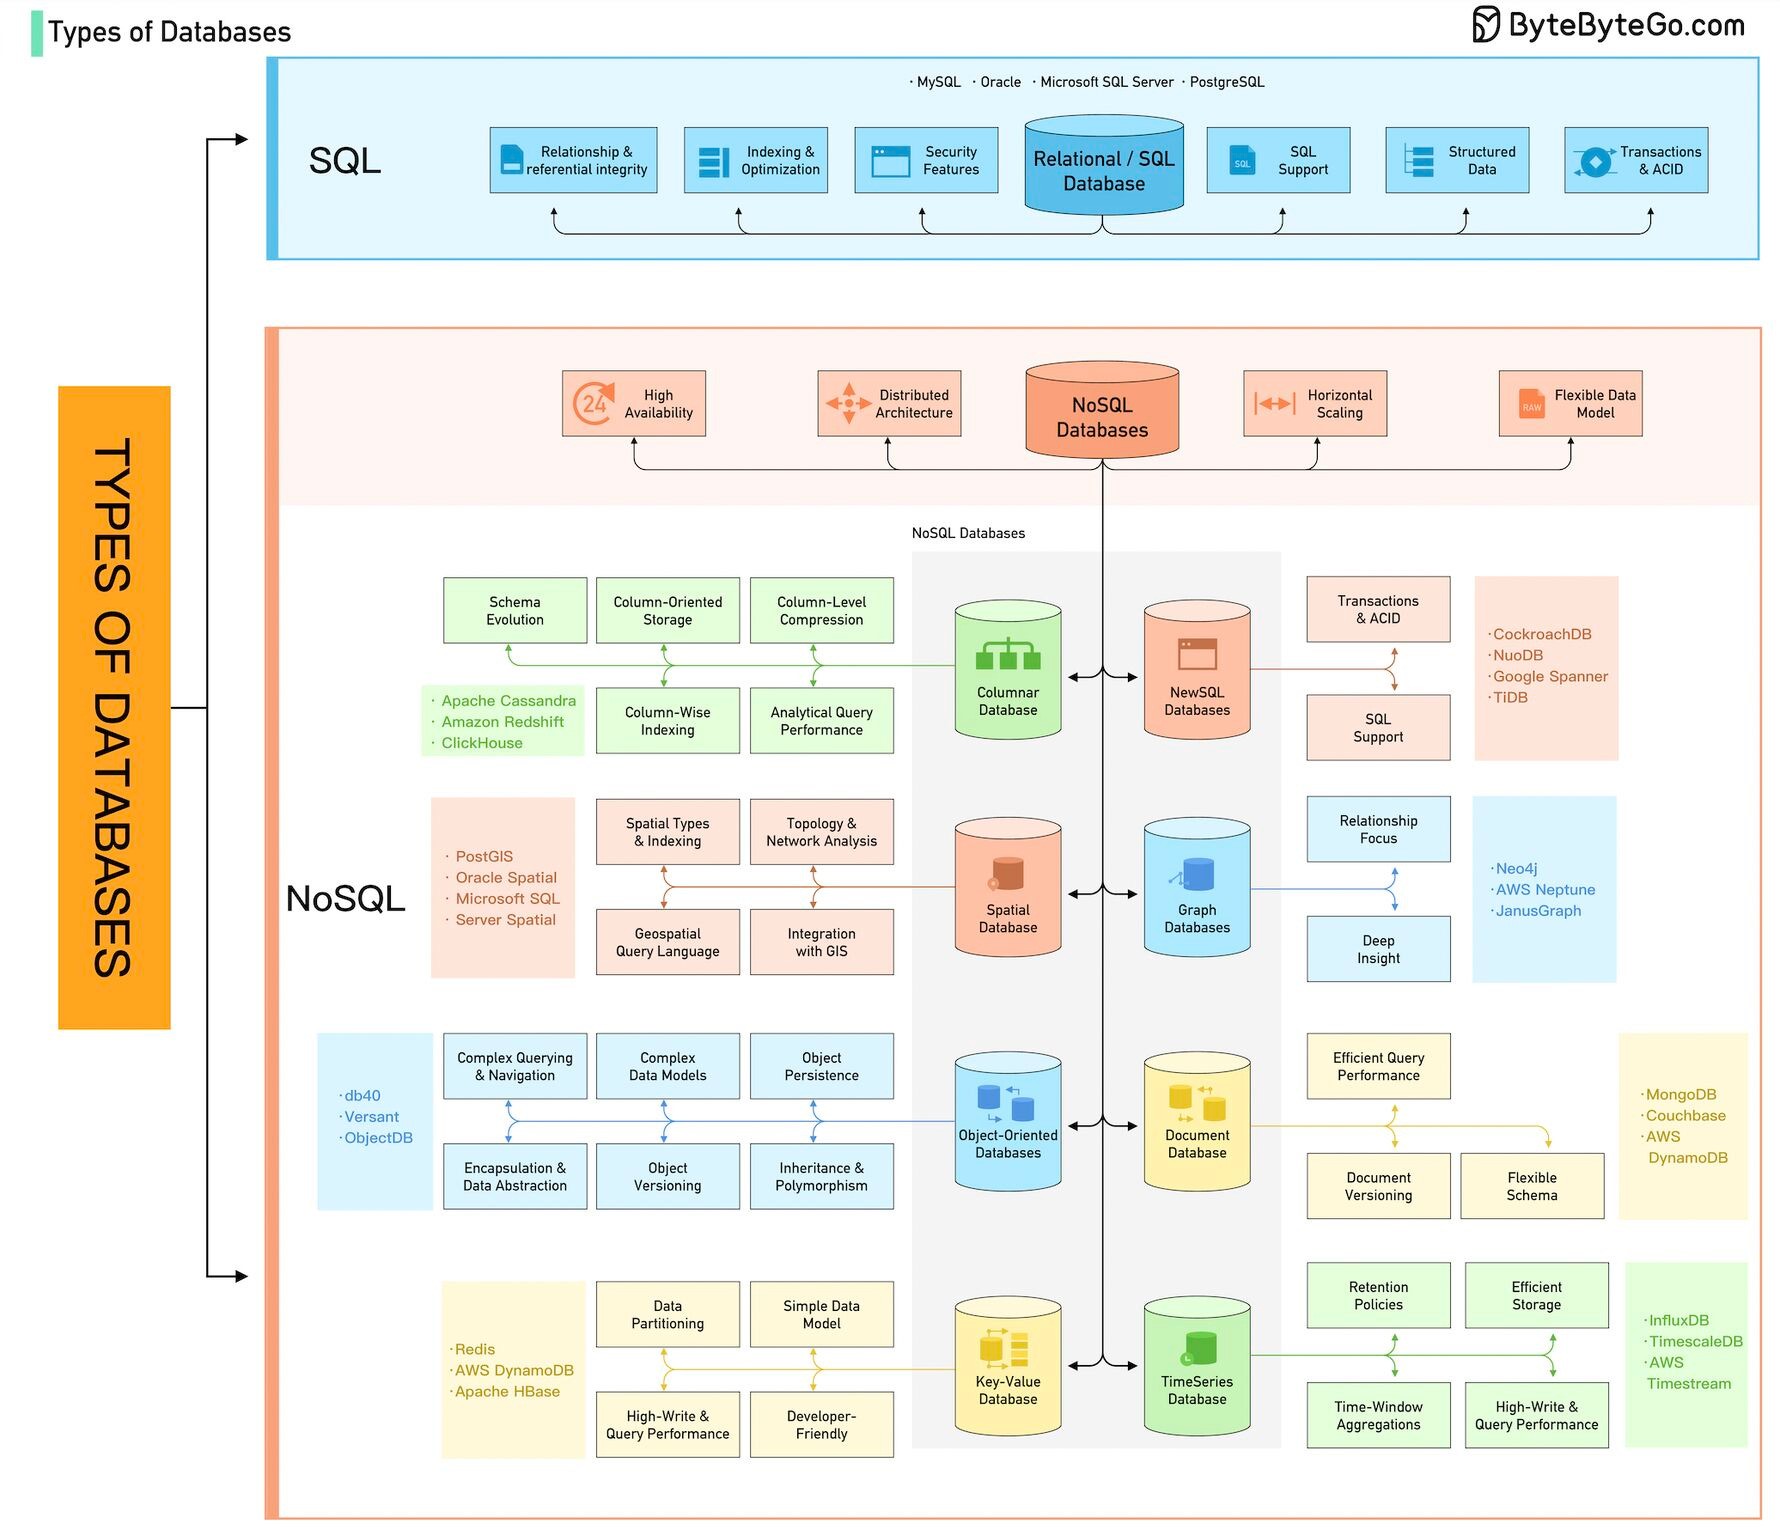 Types of Databases
ByteByteGo.com
TYPES OF DATABASES
SQL
· MySQL · Oracle · Microsoft SQL Server · PostgreSQL
Relationship &
referential integrity
Indexing &
Optimization
Security
Features
Relational / SQL
Database
SQL
SQL
Support
Structured
Data
Transactions
& ACID
NoSQL
24
High
Availability
Distributed
Architecture
NoSQL
Databases
Horizontal
Scaling
RAW
Flexible Data
Model
NoSQL Databases
Schema
Evolution
Column-Oriented
Storage
Column-Level
Compression
· Apache Cassandra
· Amazon Redshift
· ClickHouse
Column-Wise
Indexing
Analytical Query
Performance
Columnar
Database
NewSQL
Databases
Transactions
& ACID
SQL
Support
·CockroachDB
·NuoDB
·Google Spanner
·TiDB
· PostGIS
· Oracle Spatial
· Microsoft SQL
· Server Spatial
Spatial Types
& Indexing
Topology &
Network Analysis
Geospatial
Query Language
Integration
with GIS
Spatial
Database
Graph
Databases
Relationship
Focus
Deep
Insight
·Neo4j
·AWS Neptune
·JanusGraph
·db40
·Versant
·ObjectDB
Complex Querying
& Navigation
Complex
Data Models
Object
Persistence
Encapsulation &
Data Abstraction
Object
Versioning
Inheritance &
Polymorphism
Object-Oriented
Databases
Document
Database
Efficient Query
Performance
Document
Versioning
Flexible
Schema
·MongoDB
·Couchbase
·AWS
DynamoDB
·Redis
·AWS DynamoDB
·Apache HBase
Data
Partitioning
Simple Data
Model
High-Write &
Query Performance
Developer-
Friendly
Key-Value
Database
TimeSeries
Database
Retention
Policies
Efficient
Storage
Time-Window
Aggregations
High-Write &
Query Performance
·InfluxDB
·TimescaleDB
·AWS
Timestream